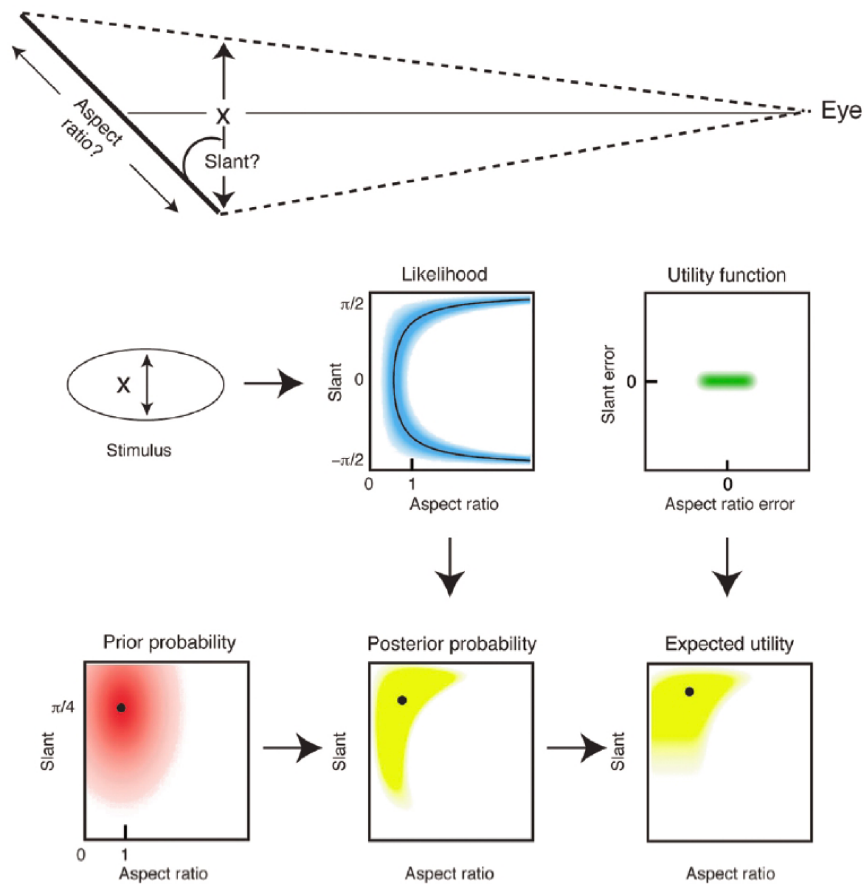 Eye
X
Aspect
ratio?
Slant?
Likelihood
Utility function
π/2
Slant
0
−π/2
0
1
Aspect ratio
X
Stimulus
Slant error
0
0
Aspect ratio error
Prior probability
Posterior probability
Expected utility
π/4
Slant
0
1
Aspect ratio
Slant
Aspect ratio
Slant
Aspect ratio